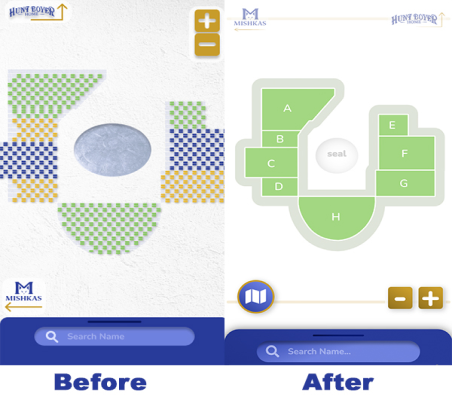 HUNT BOYER
HOME
MISHKAS
Search Name
MISHKAS
HUNT BOYER
HOME
A
B
C
D
E
F
G
H
seal
Search Name...
Before
After